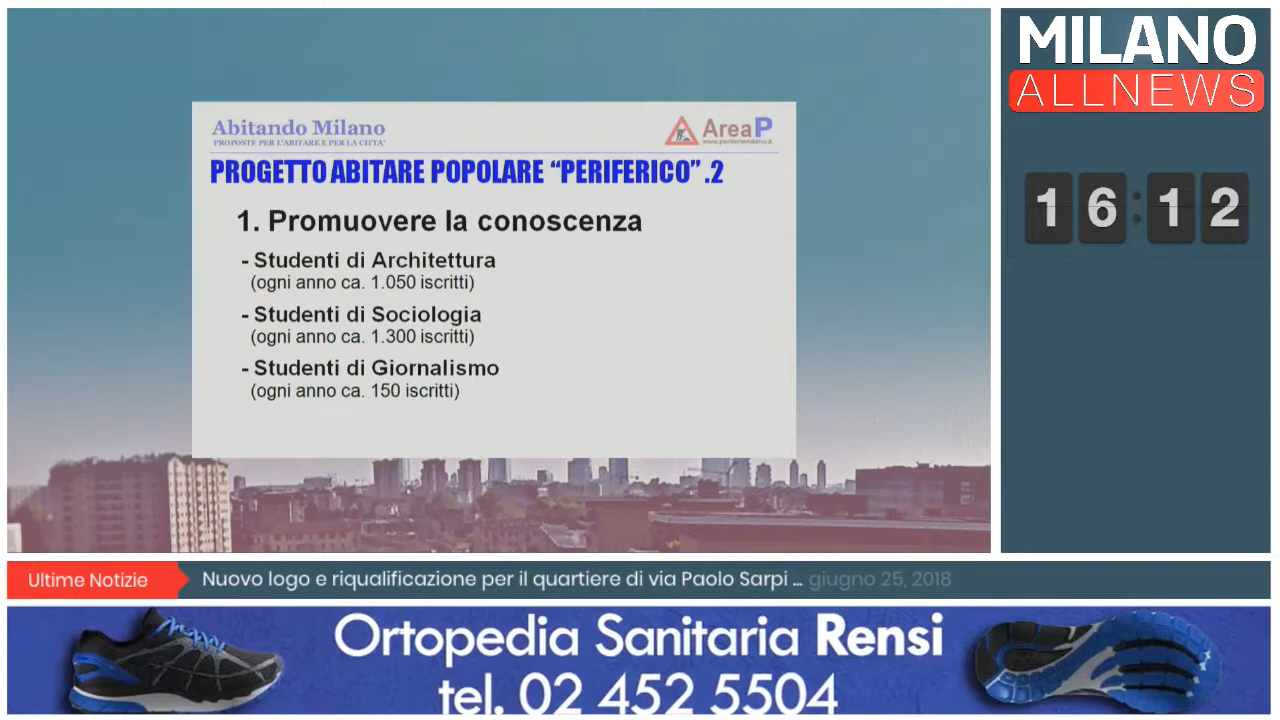 MILANO
ALLNEWS
Abitando Milano
PROPOSTE PER L'ABITARE E PER LA CITTA'
AreaP
www.periferiemilano.it
PROGETTO ABITARE POPOLARE “PERIFERICO” .2
1. Promuovere la conoscenza
- Studenti di Architettura
(ogni anno ca. 1.050 iscritti)
- Studenti di Sociologia
(ogni anno ca. 1.300 iscritti)
- Studenti di Giornalismo
(ogni anno ca. 150 iscritti)
16:12
Ultime Notizie
Nuovo logo e riqualificazione per il quartiere di via Paolo Sarpi ... giugno 25, 2018
Ortopedia Sanitaria Rensi
tel. 02 452 5504